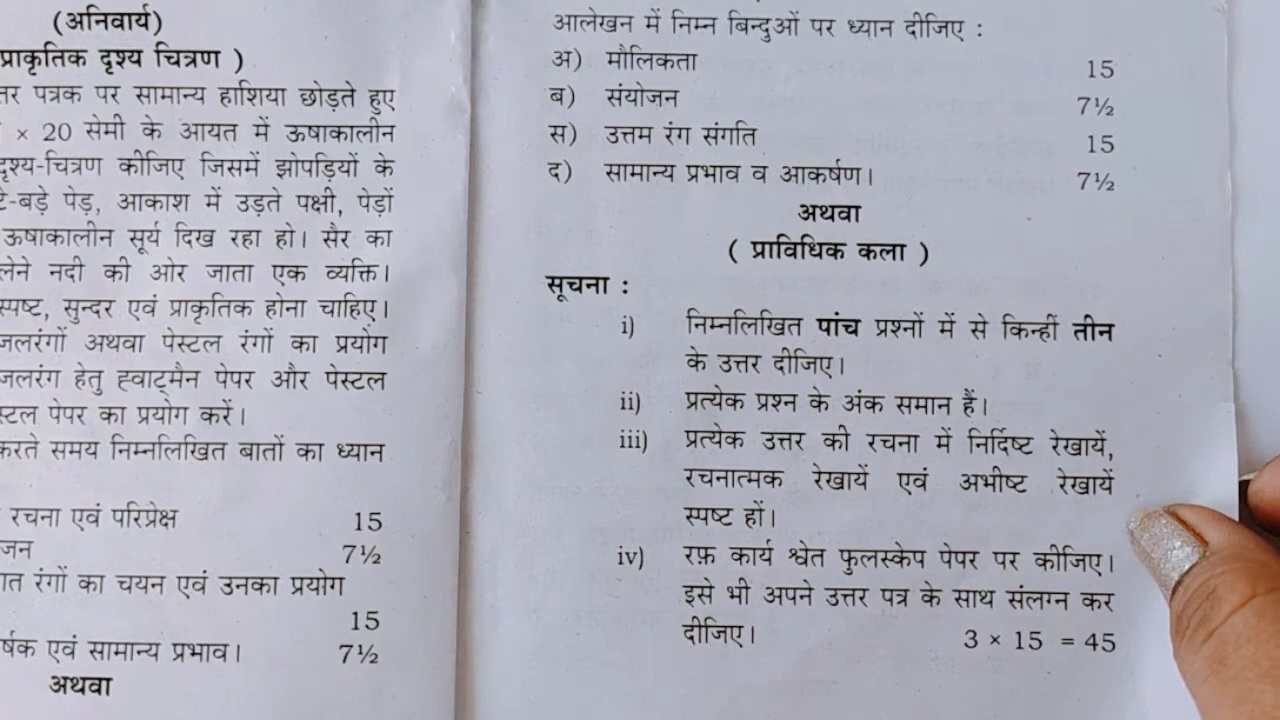 (अनिवार्य)
प्राकृतिक दृश्य चित्रण )
पत्रक पर सामान्य हाशिया छोड़ते हुए
× 20 सेमी के आयत में ऊषाकालीन
दृश्य-चित्रण कीजिए जिसमें झोपड़ियों के
-बड़े पेड़, आकाश में उड़ते पक्षी, पेड़ों
ऊषाकालीन सूर्य दिख रहा हो। सैर का
लेने नदी की ओर जाता एक व्यक्ति।
स्पष्ट, सुन्दर एवं प्राकृतिक होना चाहिए।
जलरंगों अथवा पेस्टल रंगों का प्रयोग
जलरंग हेतु ह्वाट्मैन पेपर और पेस्टल
पेपर का प्रयोग करें।
करते समय निम्नलिखित बातों का ध्यान
रचना एवं परिप्रेक्ष 15
7½
रंगों का चयन एवं उनका प्रयोग
15
एवं सामान्य प्रभाव। 7½
अथवा
आलेखन में निम्न बिन्दुओं पर ध्यान दीजिए :
अ) मौलिकता 15
ब) संयोजन 7½
स) उत्तम रंग संगति 15
द) सामान्य प्रभाव व आकर्षण। 7½
अथवा
( प्राविधिक कला )
सूचना :
i) निम्नलिखित पांच प्रश्नों में से किन्हीं तीन
के उत्तर दीजिए।
ii) प्रत्येक प्रश्न के अंक समान हैं।
iii) प्रत्येक उत्तर की रचना में निर्दिष्ट रेखायें,
रचनात्मक रेखायें एवं अभीष्ट रेखायें
स्पष्ट हों।
iv) रफ़ कार्य श्वेत फुलस्केप पेपर पर कीजिए।
इसे भी अपने उत्तर पत्र के साथ संलग्न कर
दीजिए। 3 × 15 = 45